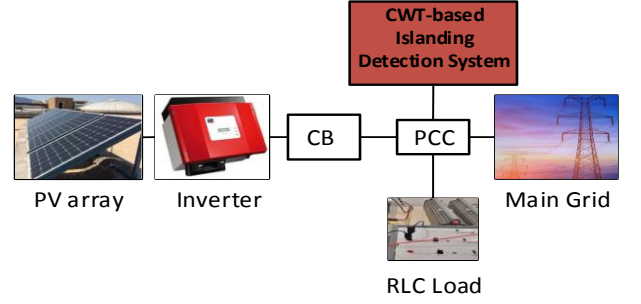 CWT-based
Islanding
Detection System
CB
PCC
PV array
Inverter
Main Grid
RLC Load